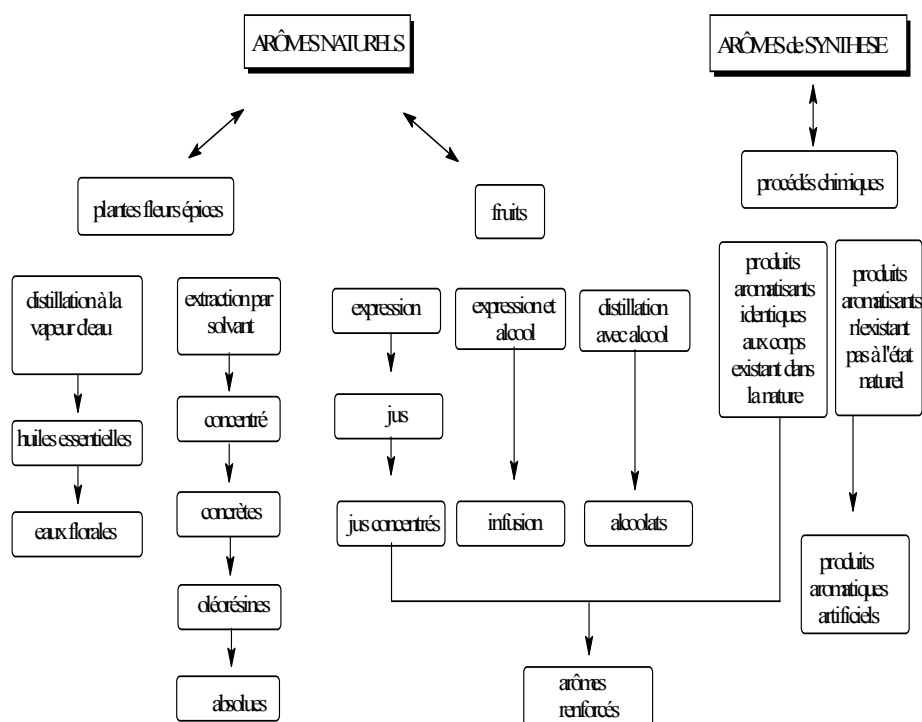 ARÔMES NATURELS
ARÔMES de SYNTHESE
plantes fleurs épices
fruits
procédés chimiques
distillation à la
vapeur d'eau
extraction par
solvant
expression
expression et
alcool
distillation
avec alcool
produits
aromatisants
identiques
aux corps
existant dans
la nature
produits
aromatisants
n'existant
pas à l'état
naturel
huiles essentielles
concentré
jus
eaux florales
concrètes
jus concentrés
infusion
alcoolats
produits
aromatiques
artificiels
oléorésines
absolues
arômes
renforcés